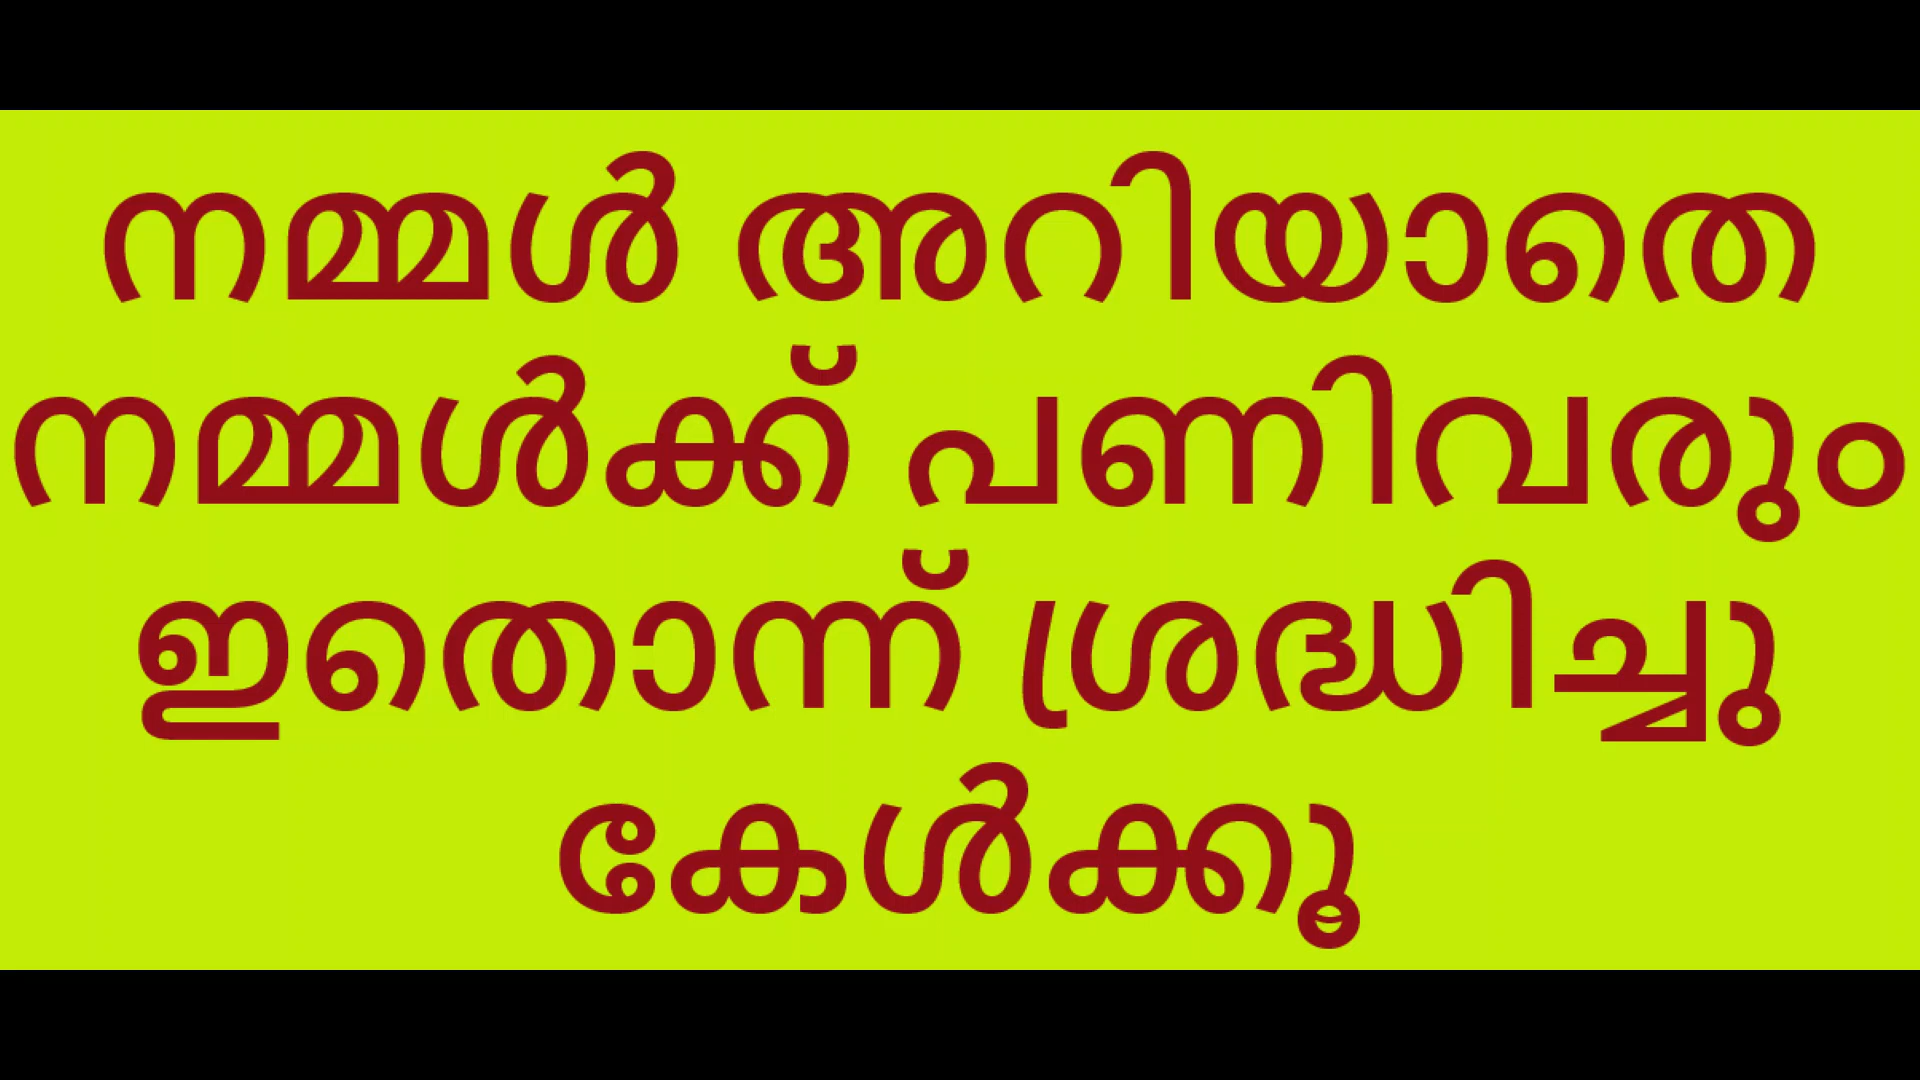 നമ്മൾ അറിയാതെ
നമ്മൾക്ക് പണിവരും
ഇതൊന്ന് ശ്രദ്ധിച്ചു
കേൾക്കൂ